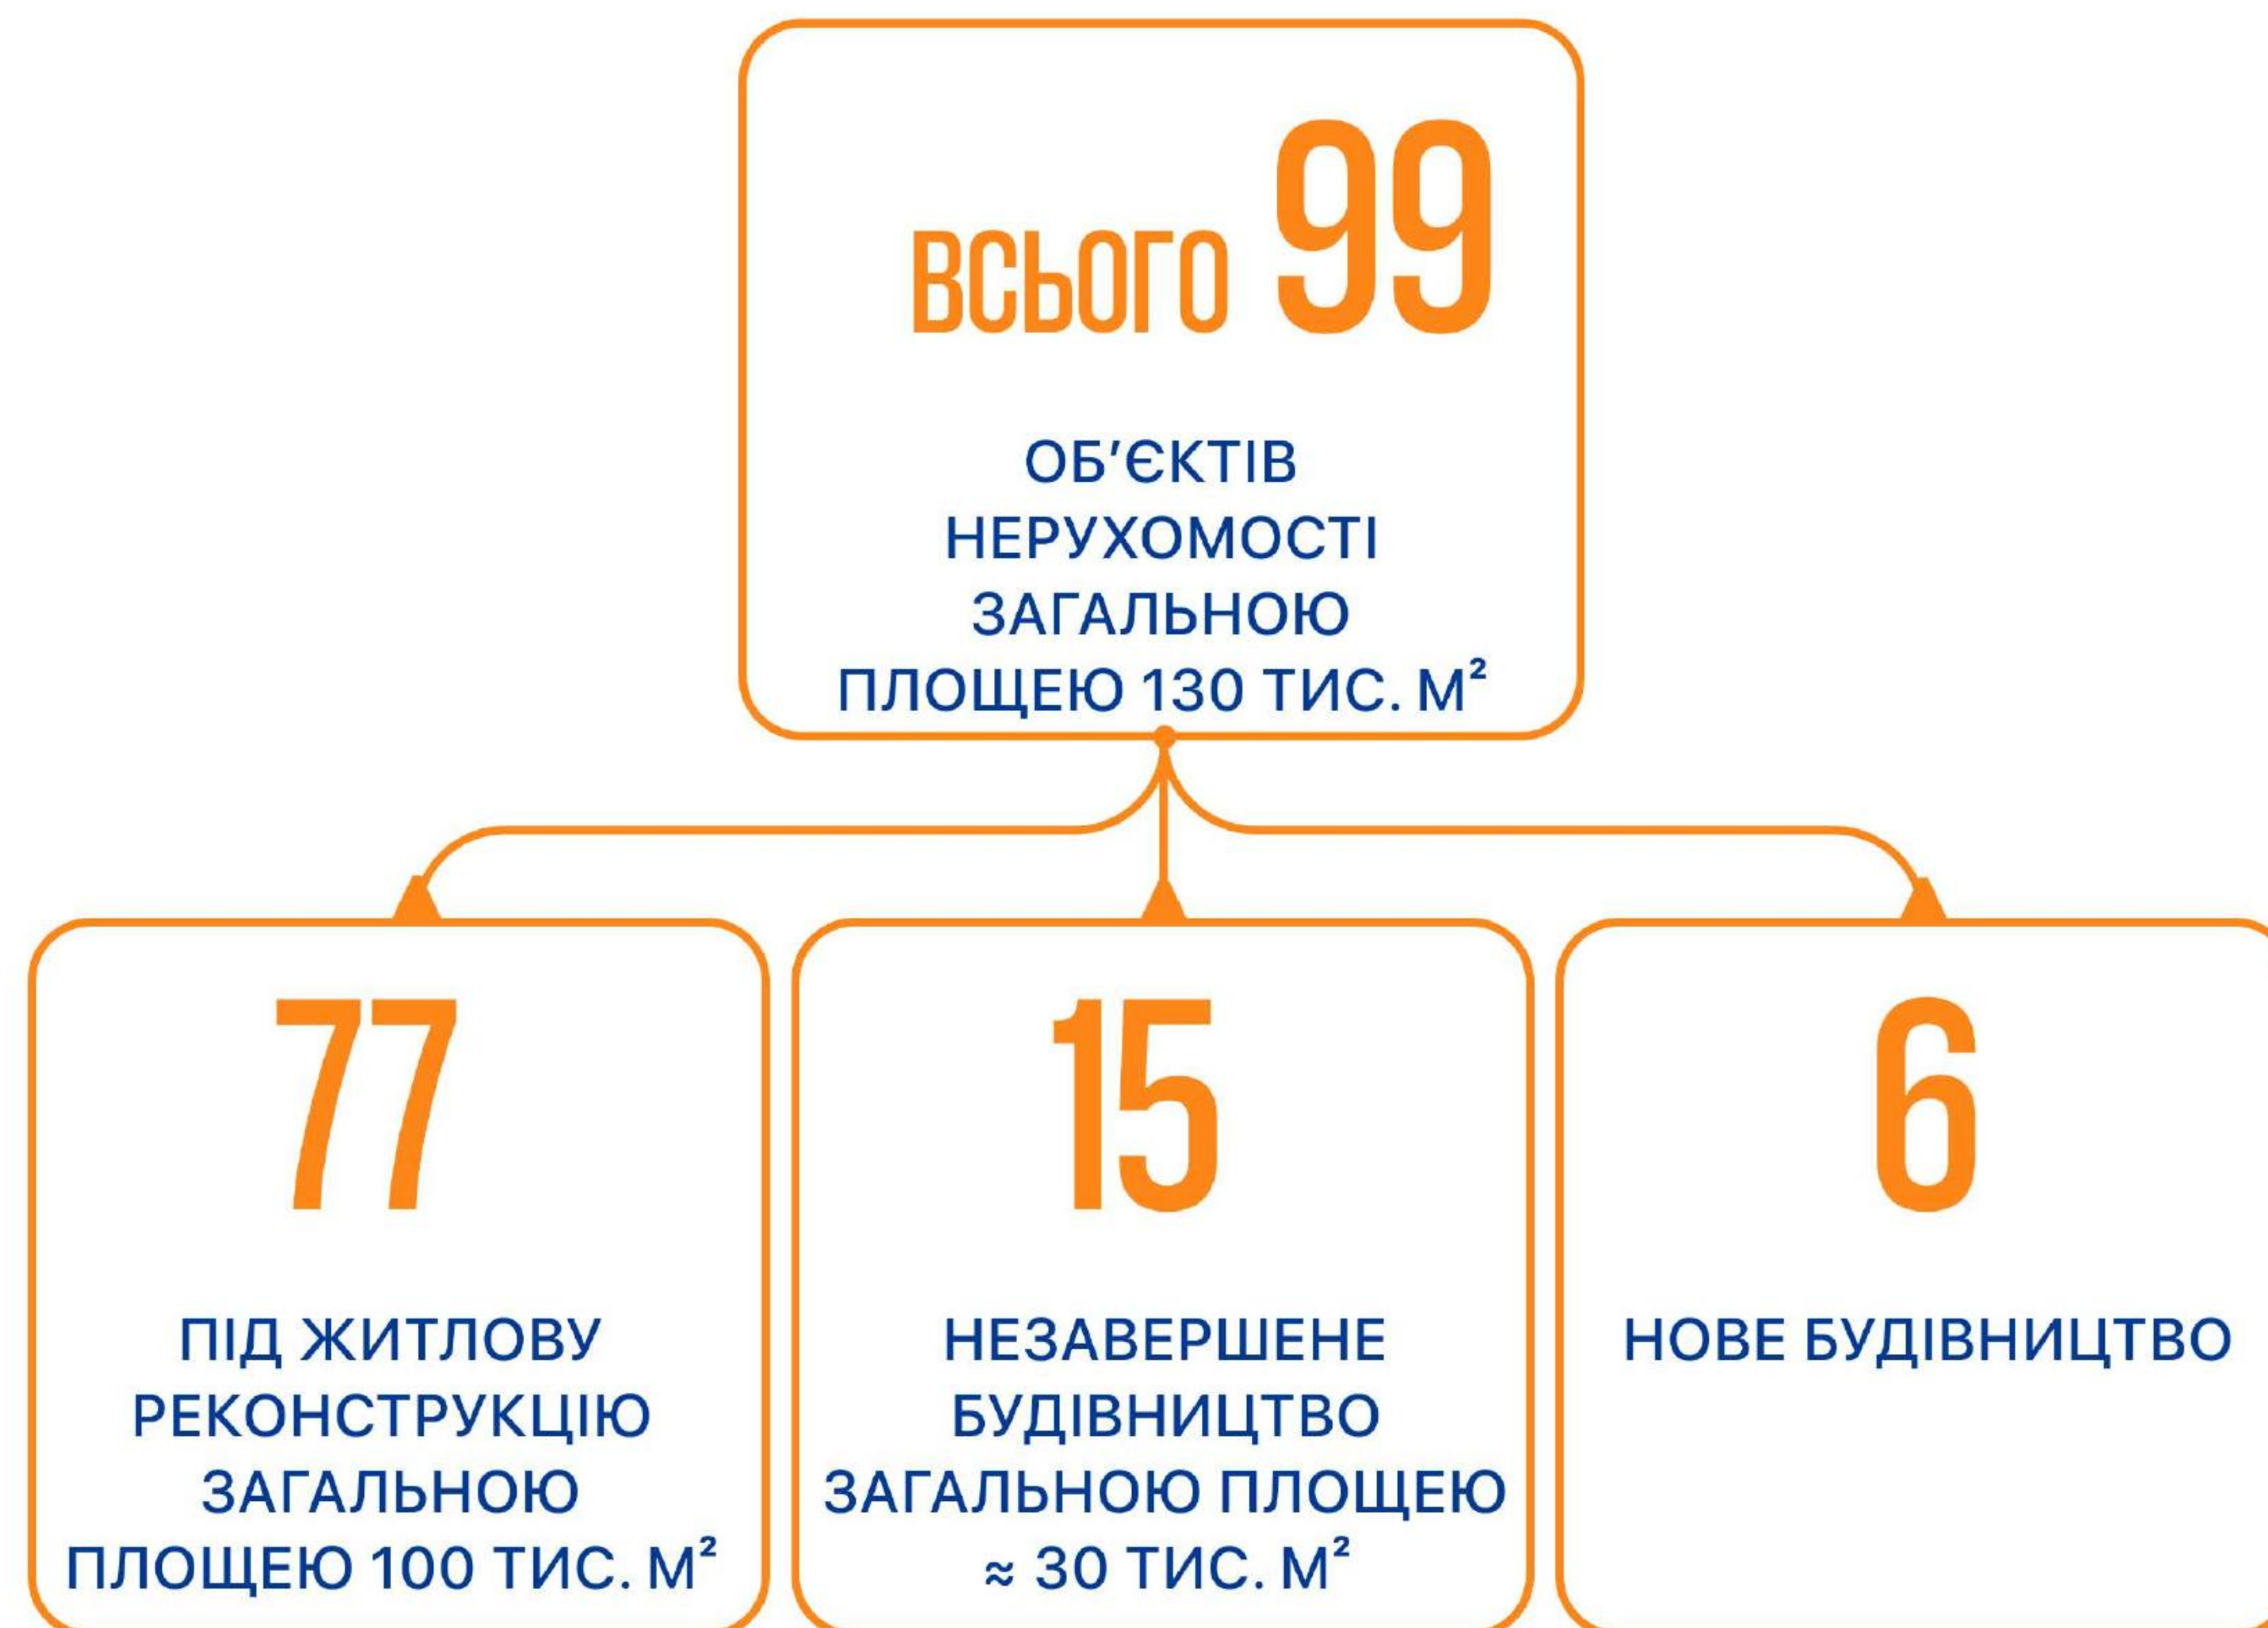 ВСЬОГО 99
ОБ’ЄКТІВ
НЕРУХОМОСТІ
ЗАГАЛЬНОЮ
ПЛОЩЕЮ 130 ТИС. М²
77
ПІД ЖИТЛОВУ
РЕКОНСТРУКЦІЮ
ЗАГАЛЬНОЮ
ПЛОЩЕЮ 100 ТИС. М²
15
НЕЗАВЕРШЕНЕ
БУДІВНИЦТВО
ЗАГАЛЬНОЮ ПЛОЩЕЮ
≈ 30 ТИС. М²
6
НОВЕ БУДІВНИЦТВО